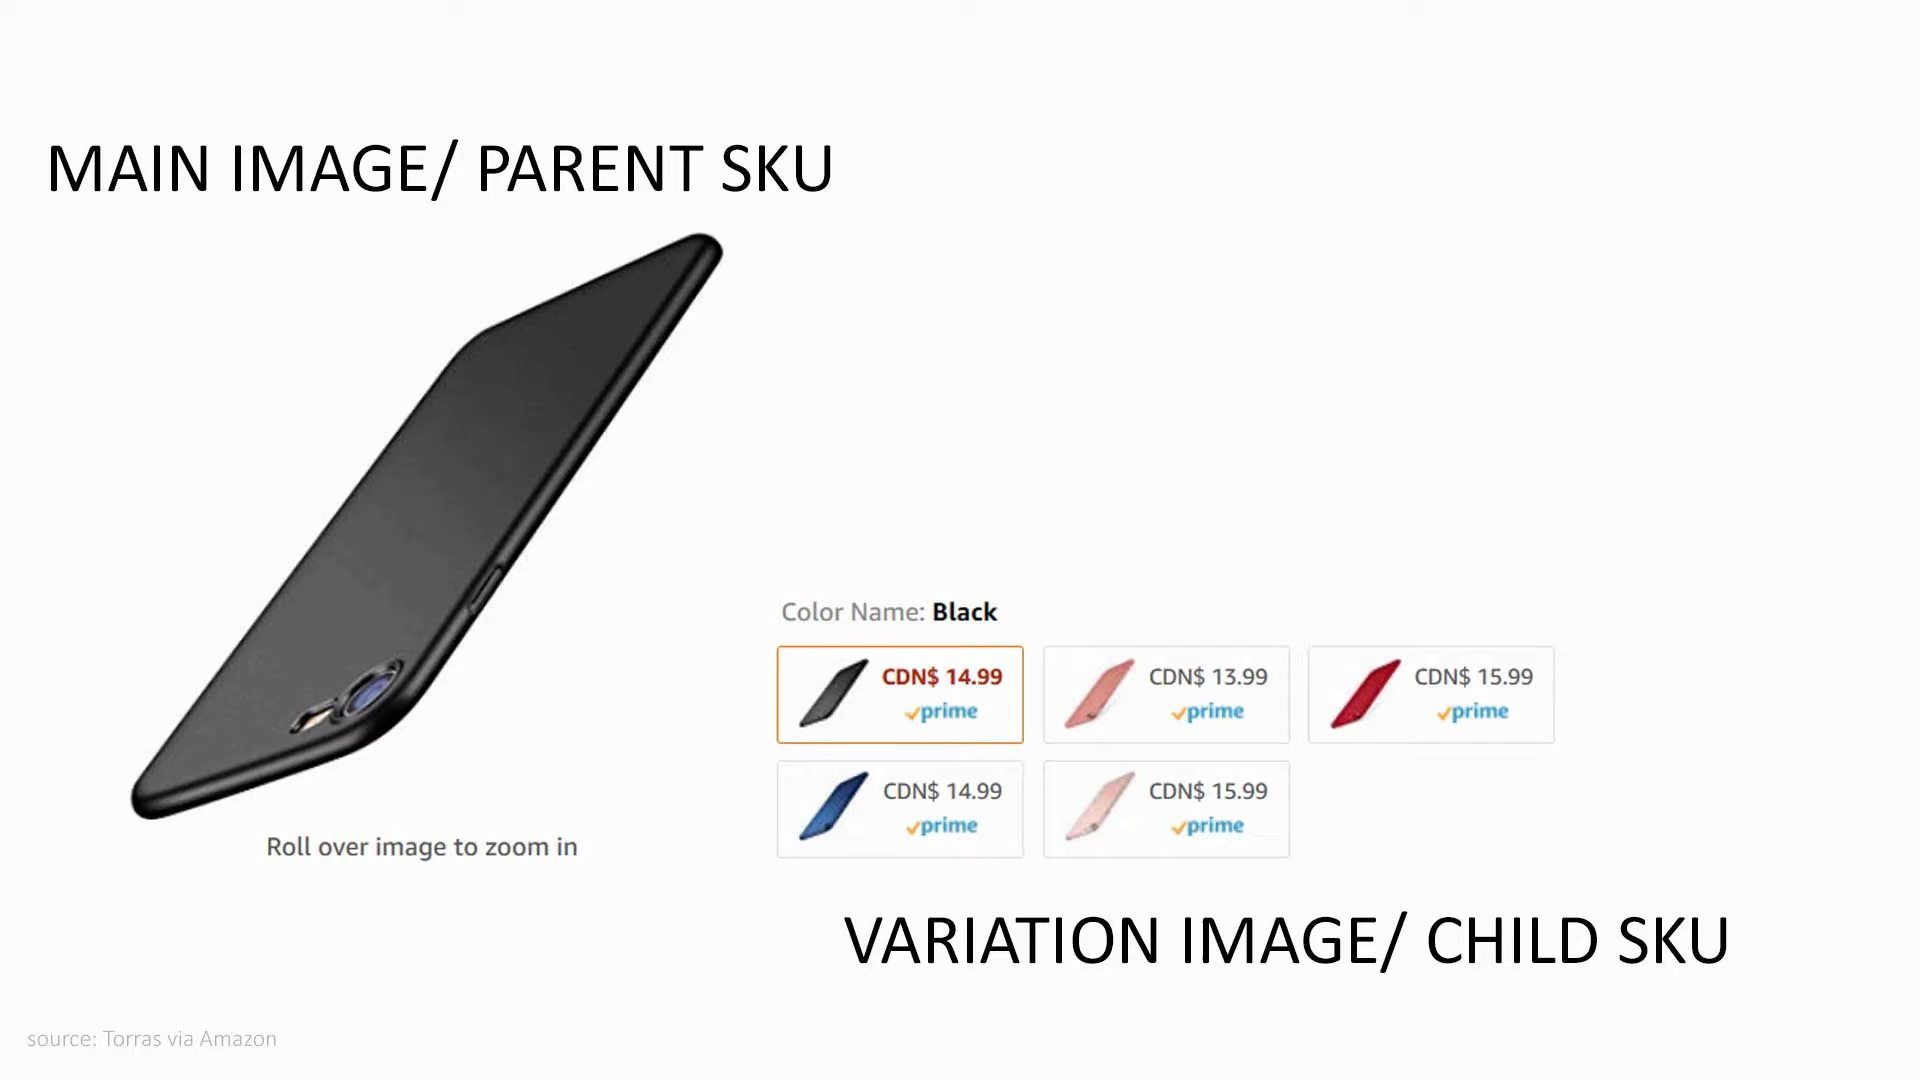 MAIN IMAGE/ PARENT SKU
Roll over image to zoom in
Color Name: Black
CDN$ 14.99
prime
CDN$ 13.99
prime
CDN$ 15.99
prime
CDN$ 14.99
prime
CDN$ 15.99
prime
VARIATION IMAGE/ CHILD SKU
source: Torras via Amazon